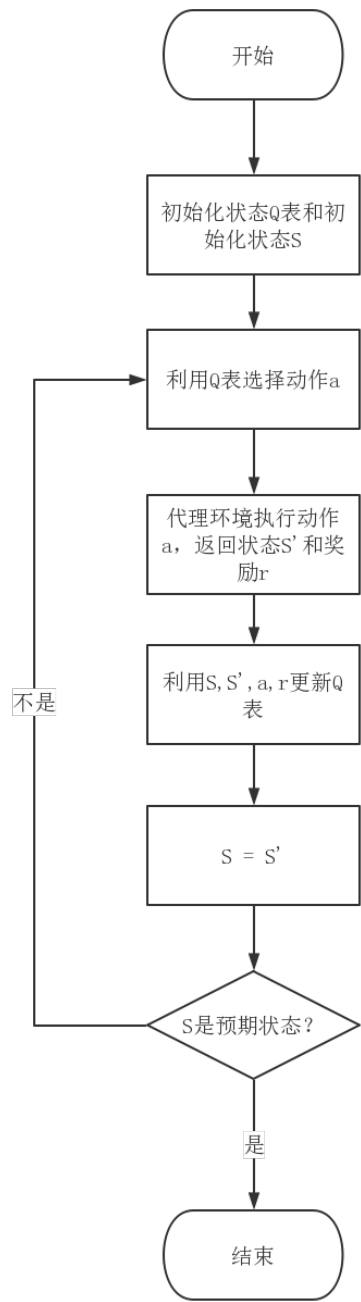 开始
初始化状态Q表和初
始化状态S
利用Q表选择动作a
代理环境执行动作
a，返回状态S'和奖
励r
利用S,S',a,r更新Q
表
不是
S = S'
S是预期状态？
是
结束